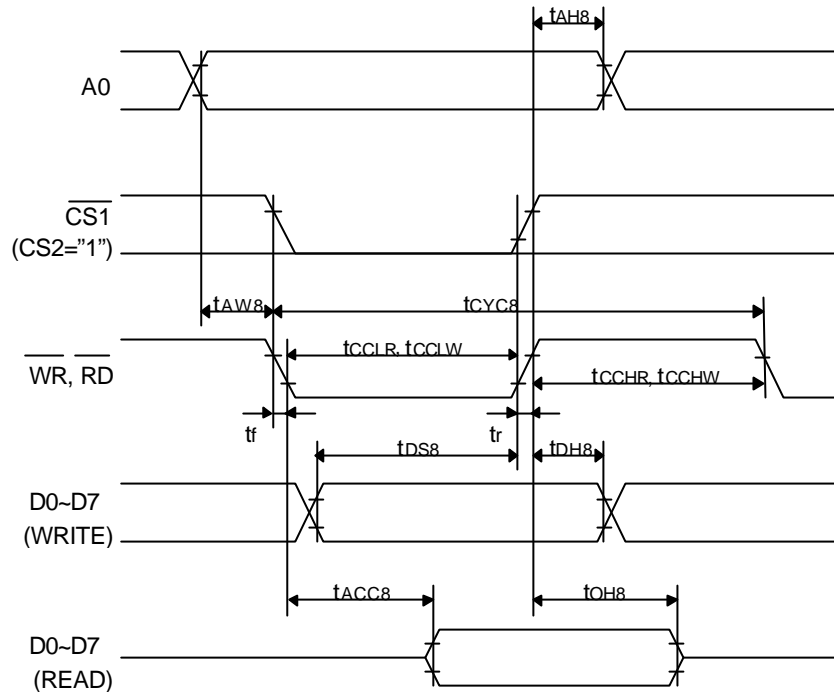 tAH8
A0
CS1
(CS2="1")
tAW8
tCYC8
tCCLR, tCCLW
WR, RD
tCCHR, tCCHW
tf
tr
tDS8
tDH8
D0~D7
(WRITE)
tACC8
tOH8
D0~D7
(READ)